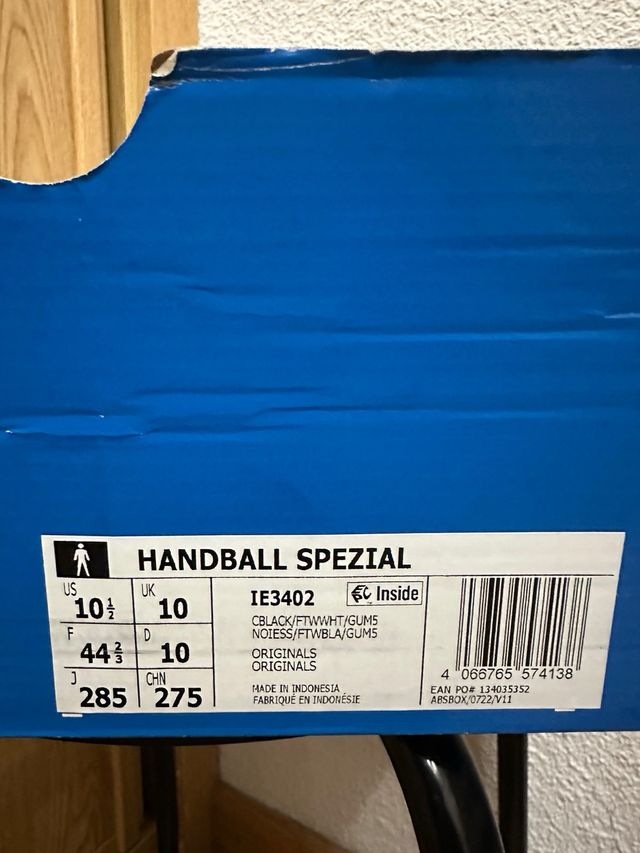 HANDBALL SPEZIAL
US 10 ½
UK 10
F 44 ⅔
D 10
J 285
CHN 275
IE3402
Inside
CBLACK/FTWWHT/GUM5
NOIESS/FTWBLA/GUM5
ORIGINALS
ORIGINALS
MADE IN INDONESIA
FABRIQUÉ EN INDONÉSIE
4 066765 574138
EAN PO# 134035352
ABSBOX/0722/V11